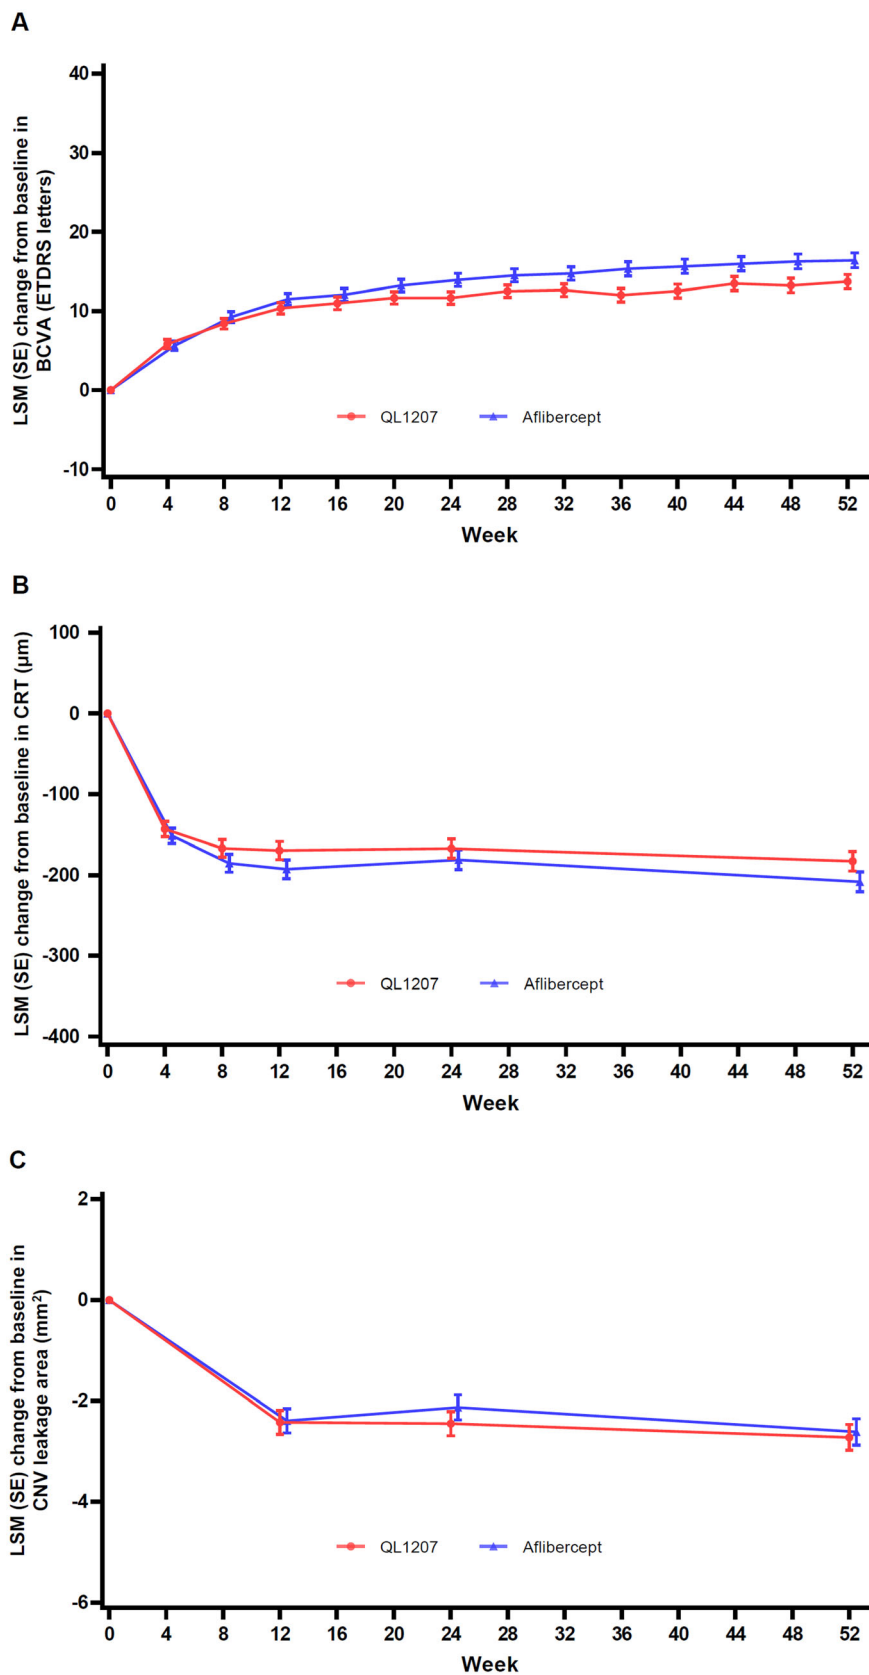 A
LSM (SE) change from baseline in
BCVA (ETDRS letters)
40
30
20
10
0
-10
QL1207 Aflibercept
0 4 8 12 16 20 24 28 32 36 40 44 48 52
Week
B
LSM (SE) change from baseline in CRT (μm)
100
0
-100
-200
-300
-400
QL1207 Aflibercept
0 4 8 12 16 20 24 28 32 36 40 44 48 52
Week
C
LSM (SE) change from baseline in
CNV leakage area (mm²)
2
0
-2
-4
-6
QL1207 Aflibercept
0 4 8 12 16 20 24 28 32 36 40 44 48 52
Week